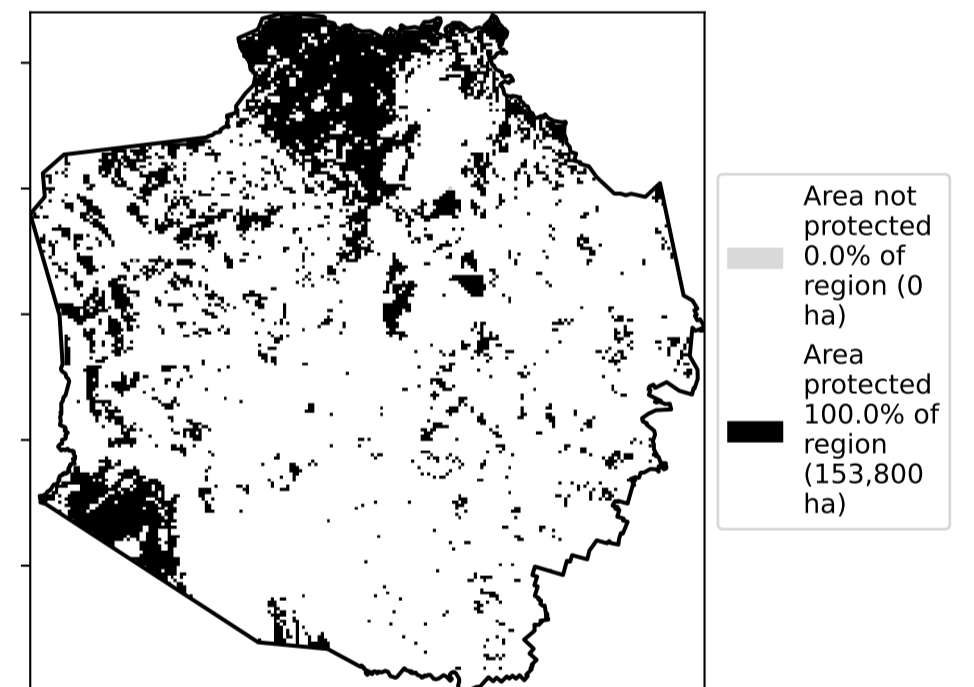 Area not
protected
0.0% of
region (0
ha)
Area
protected
100.0% of
region
(153,800
ha)